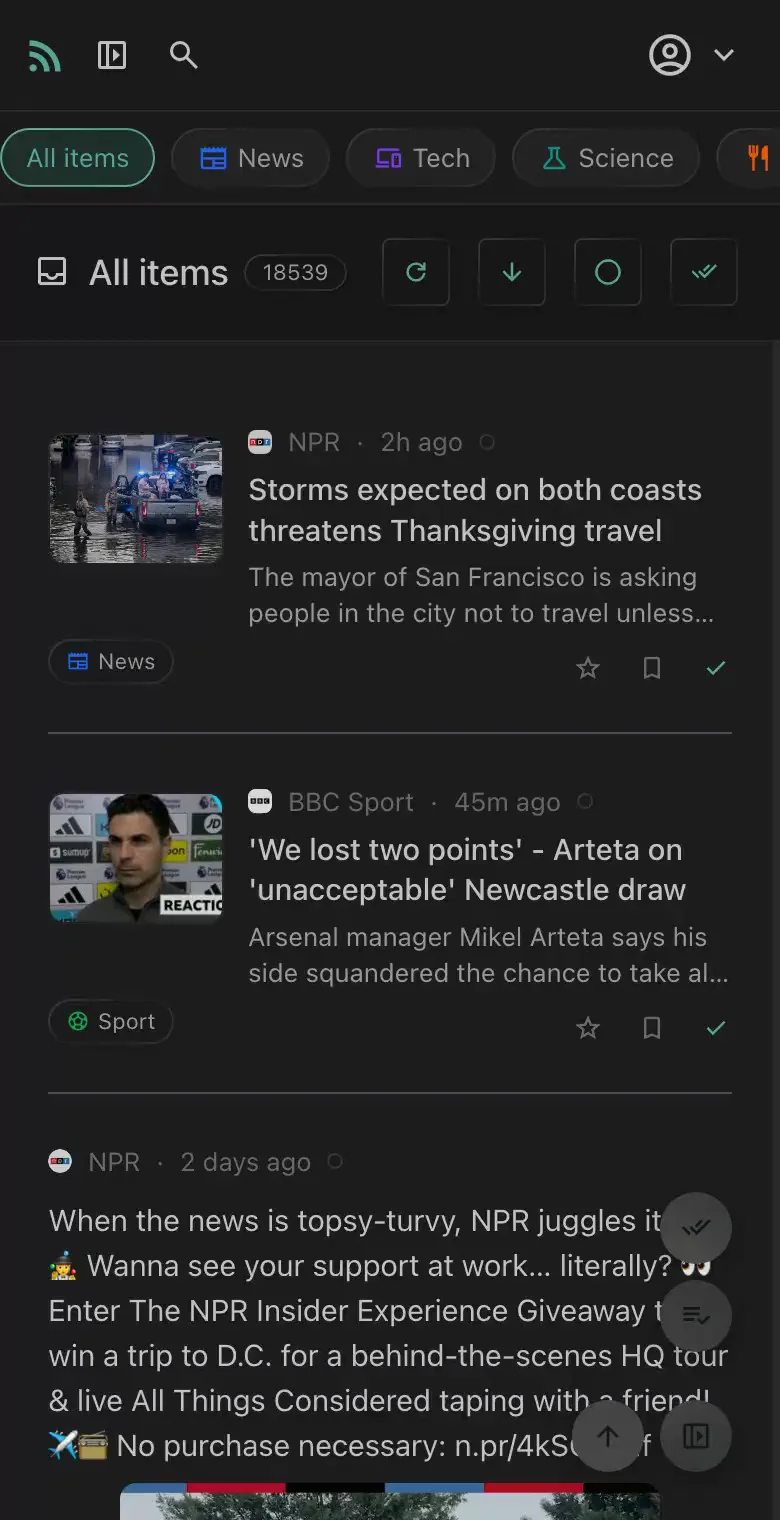 All items
News
Tech
Science
All items
18539
NPR · 2h ago
Storms expected on both coasts
threatens Thanksgiving travel
The mayor of San Francisco is asking
people in the city not to travel unless...
News
BBC Sport · 45m ago
'We lost two points' - Arteta on
'unacceptable' Newcastle draw
Arsenal manager Mikel Arteta says his
side squandered the chance to take al...
REACTIO
Sport
NPR · 2 days ago
When the news is topsy-turvy, NPR juggles it
🤹 Wanna see your support at work... literally? 👀
Enter The NPR Insider Experience Giveaway
win a trip to D.C. for a behind-the-scenes HQ tour
& live All Things Considered taping with a friend!
✈️📻 No purchase necessary: